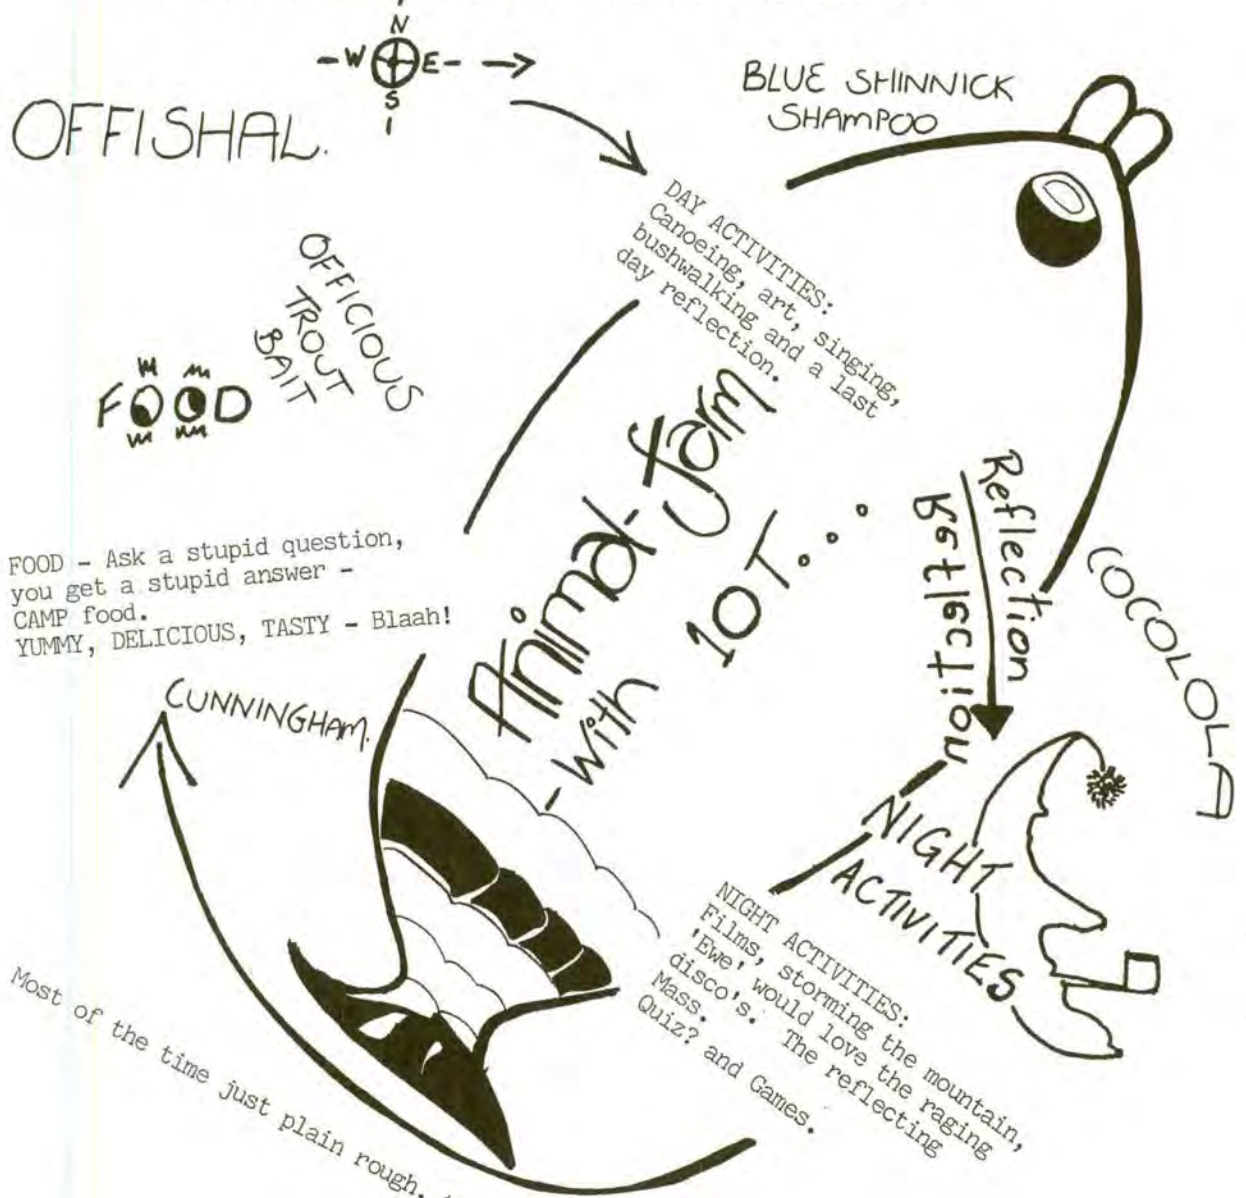 N
- W E - →
S
OFFISHAL.
BLUE SHINNICK
SHAMPOO
DAY ACTIVITIES:
Canoeing, art, singing,
bushwalking and a last
day reflection.
OFFICIOUS
TROUT
BAIT
FOOD
Animal-farm
- with 10T...
Reflection
Reflection
COCOLOLA
FOOD - Ask a stupid question,
you get a stupid answer -
CAMP food.
YUMMY, DELICIOUS, TASTY - Blaah!
CUNNINGHAM.
NIGHT
ACTIVITIES
NIGHT ACTIVITIES:
Films, storming the mountain,
'Ewe' would love the raging
disco's. The reflecting
Mass.
Quiz? and Games.
Most of the time just plain rough.